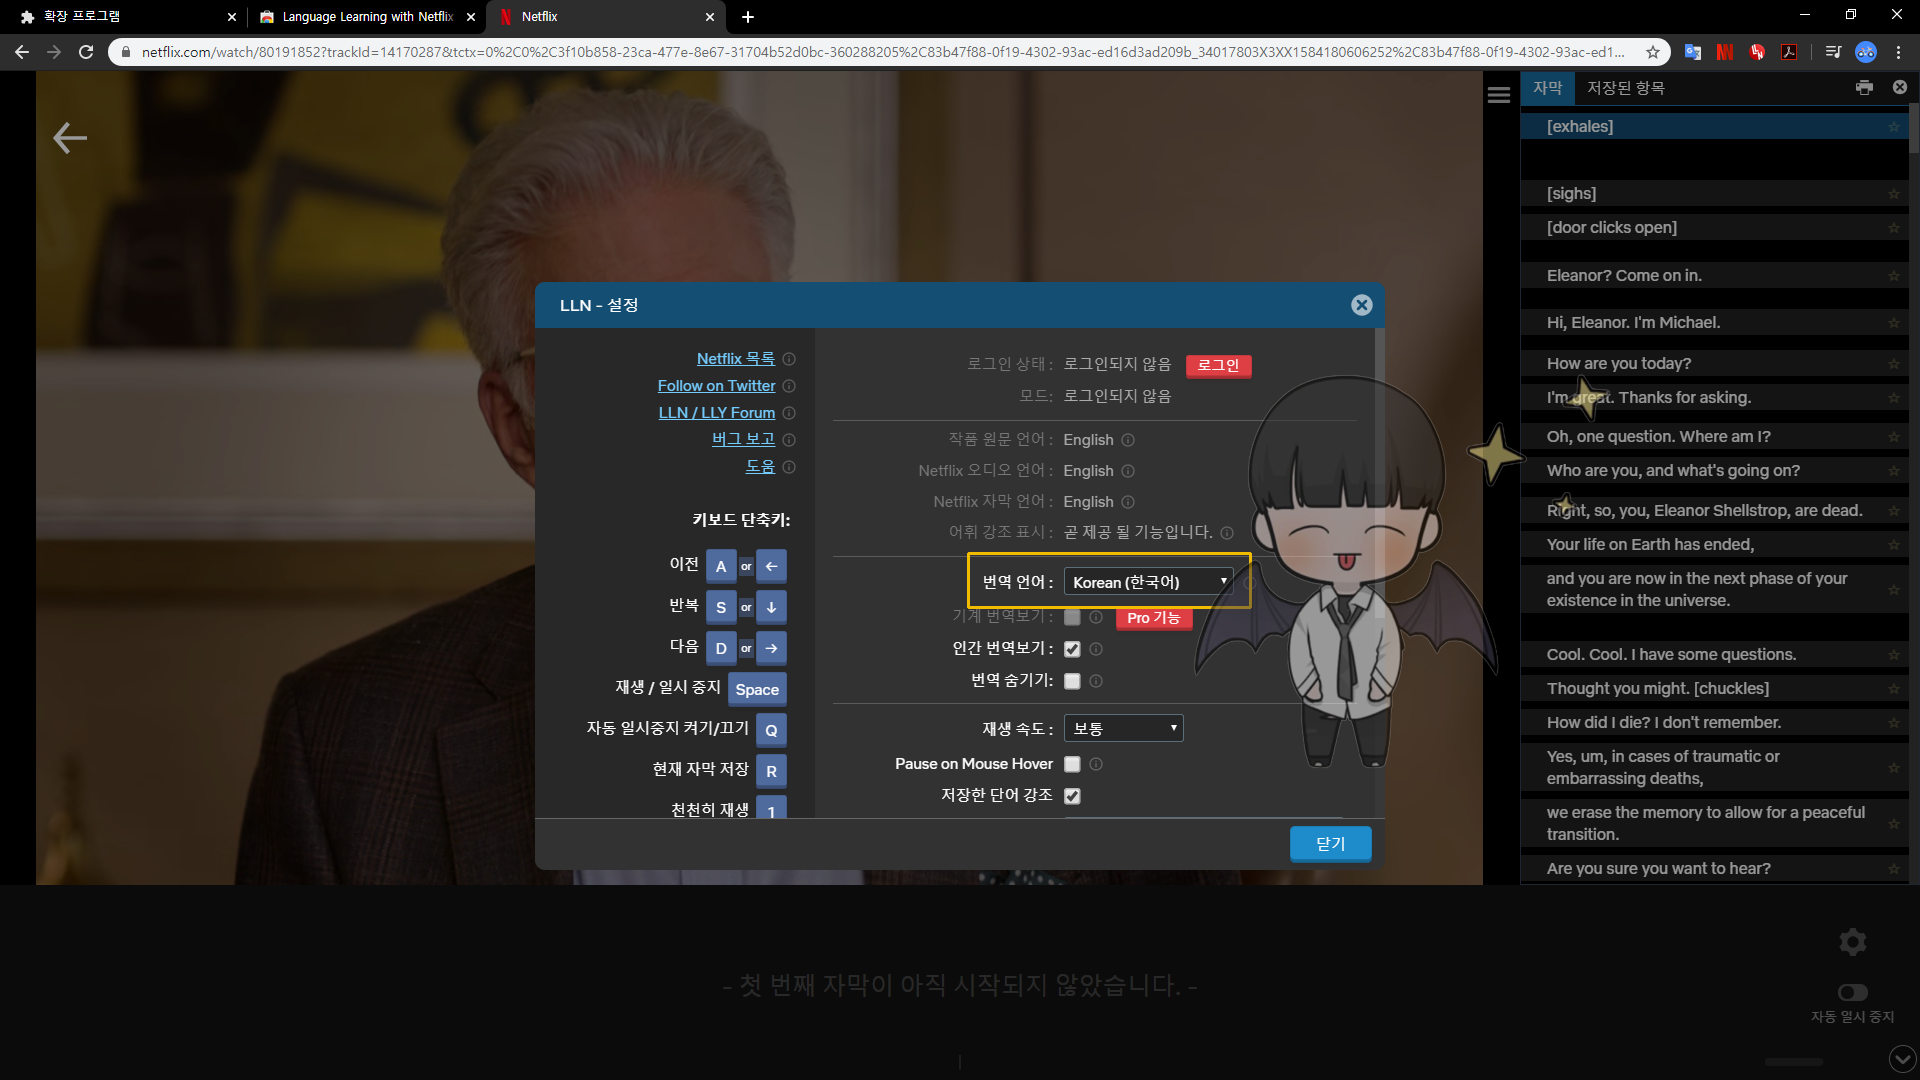 확장 프로그램
Language Learning with Netflix
Netflix
netflix.com/watch/80191852?trackId=14170287&tctx=0%2C0%2C3f10b858-23ca-477e-8e67-31704b52d0bc-360288205%2C83b47f88-0f19-4302-93ac-ed16d3ad209b_34017803X3XX1584180606252%2C83b47f88-0f19-4302-93ac-ed1...
자막
저장된 항목
[exhales]
[sighs]
[door clicks open]
Eleanor? Come on in.
Hi, Eleanor. I'm Michael.
How are you today?
I'm great. Thanks for asking.
Oh, one question. Where am I?
Who are you, and what's going on?
Right, so, you, Eleanor Shellstrop, are dead.
Your life on Earth has ended,
and you are now in the next phase of your
existence in the universe.
Cool. Cool. I have some questions.
Thought you might. [chuckles]
How did I die? I don't remember.
Yes, um, in cases of traumatic or
embarrassing deaths,
we erase the memory to allow for a peaceful
transition.
Are you sure you want to hear?
LLN - 설정
Netflix 목록
Follow on Twitter
LLN / LLY Forum
버그 보고
도움
키보드 단축키:
이전 A or ←
반복 S or ↓
다음 D or →
재생 / 일시 중지 Space
자동 일시중지 켜기/끄기 Q
현재 자막 저장 R
천천히 재생 1
로그인 상태 : 로그인되지 않음 로그인
모드: 로그인되지 않음
작품 원문 언어 : English
Netflix 오디오 언어 : English
Netflix 자막 언어 : English
어휘 강조 표시 : 곧 제공 될 기능입니다.
번역 언어 : Korean (한국어)
기계 번역보기 : Pro 기능
인간 번역보기 :
번역 숨기기:
재생 속도 : 보통
Pause on Mouse Hover
저장한 단어 강조
닫기
- 첫 번째 자막이 아직 시작되지 않았습니다. -
자동 일시 중지